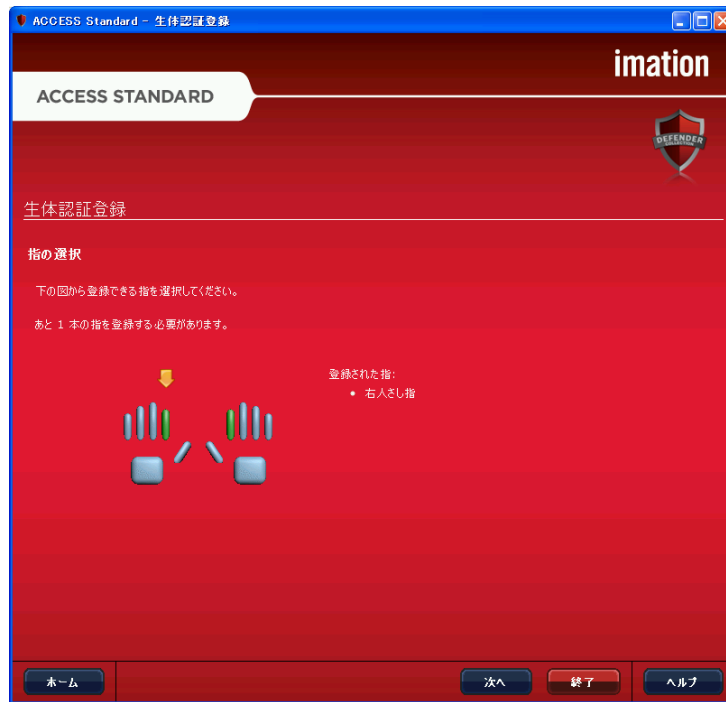 ACCESS Standard - 生体認証登録
imation
ACCESS STANDARD
DEFENDER
COLLECTION
生体認証登録
指の選択
下の図から登録できる指を選択してください。
あと 1 本の指を登録する必要があります。
登録された指:
• 右人さし指
ホーム
次へ
終了
ヘルプ